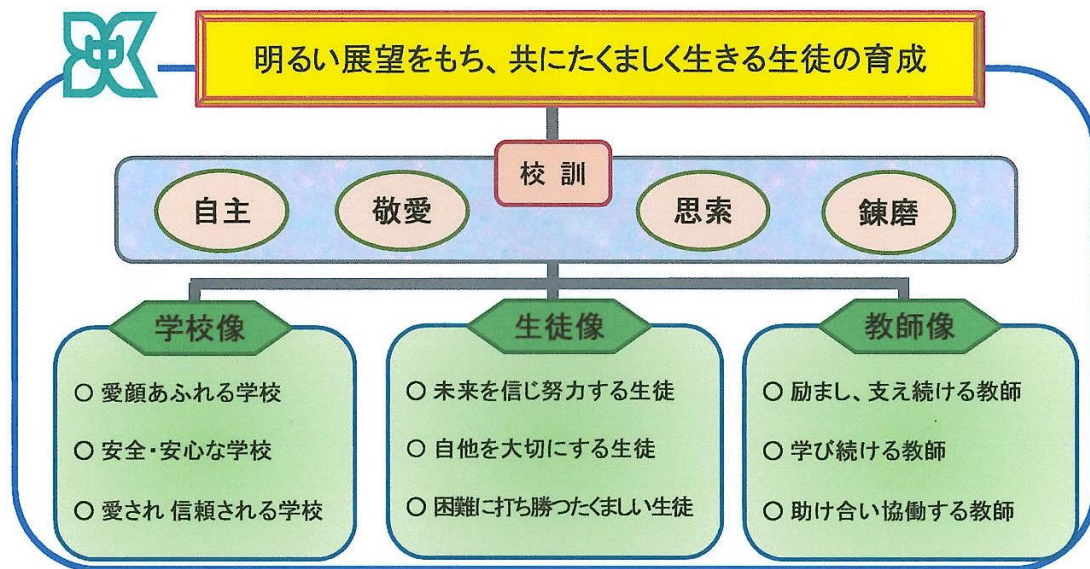 明るい展望をもち、共にたくましく生きる生徒の育成
校訓
自主
敬愛
思索
錬磨
学校像
○ 愛顔あふれる学校
○ 安全・安心な学校
○ 愛され 信頼される学校
生徒像
○ 未来を信じ努力する生徒
○ 自他を大切にする生徒
○ 困難に打ち勝つたくましい生徒
教師像
○ 励まし、支え続ける教師
○ 学び続ける教師
○ 助け合い協働する教師